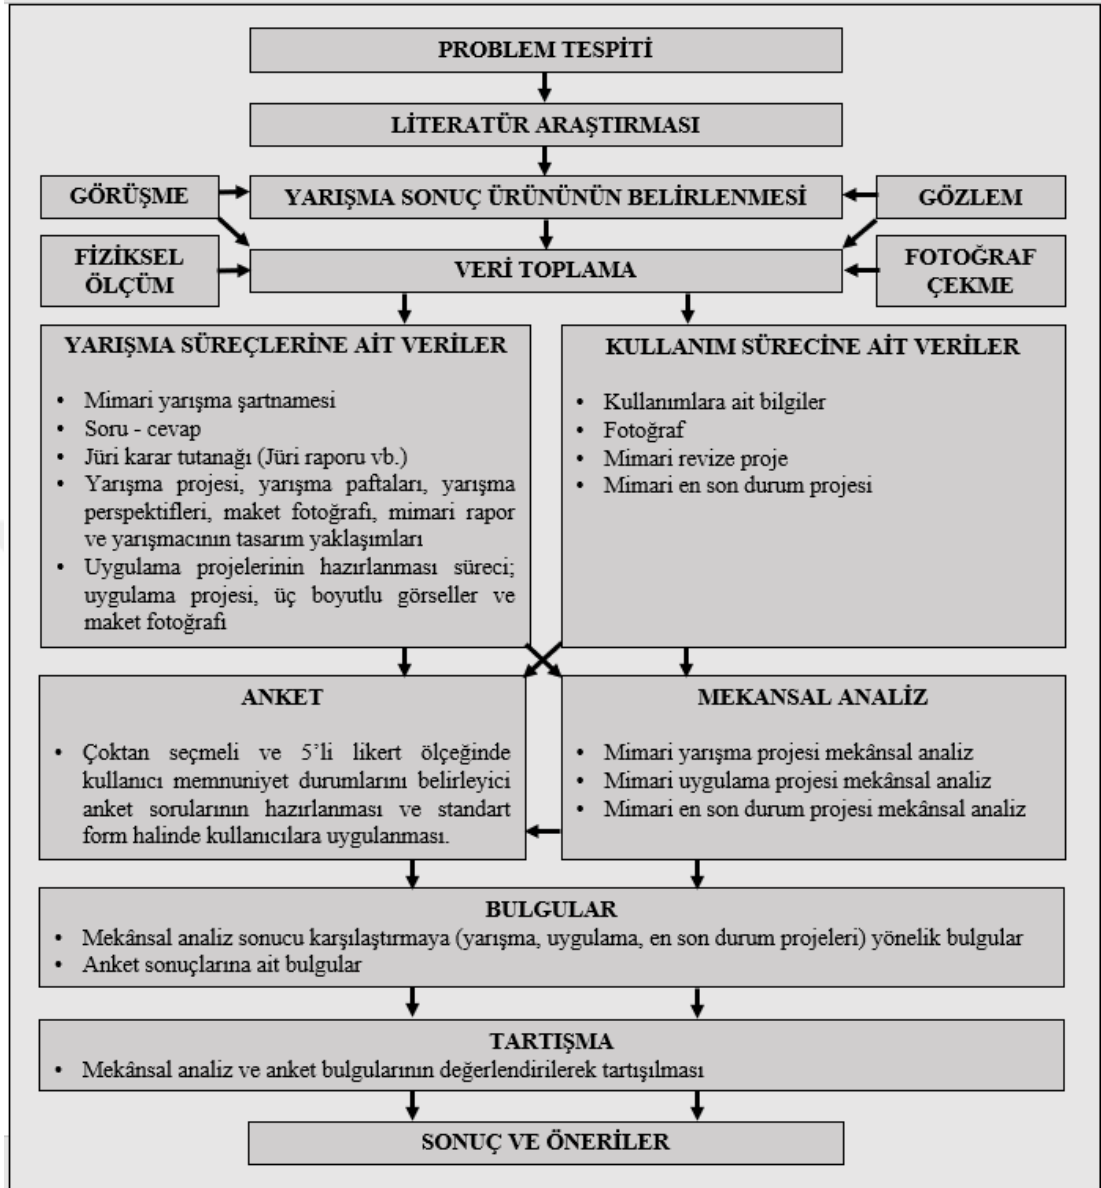 PROBLEM TESPİTİ
LİTERATÜR ARAŞTIRMASI
GÖRÜŞME
YARIŞMA SONUÇ ÜRÜNÜNÜN BELİRLENMESİ
GÖZLEM
FİZİKSEL
ÖLÇÜM
VERİ TOPLAMA
FOTOĞRAF
ÇEKME
YARIŞMA SÜREÇLERİNE AİT VERİLER
• Mimari yarışma şartnamesi
• Soru - cevap
• Jüri karar tutanağı (Jüri raporu vb.)
• Yarışma projesi, yarışma paftaları, yarışma
perspektifleri, maket fotoğrafı, mimari rapor
ve yarışmacının tasarım yaklaşımları
• Uygulama projelerinin hazırlanması süreci;
uygulama projesi, üç boyutlu görseller ve
maket fotoğrafı
KULLANIM SÜRECİNE AİT VERİLER
• Kullanımlara ait bilgiler
• Fotoğraf
• Mimari revize proje
• Mimari en son durum projesi
ANKET
• Çoktan seçmeli ve 5’li likert ölçeğinde
kullanıcı memnuniyet durumlarını belirleyici
anket sorularının hazırlanması ve standart
form halinde kullanıcılara uygulanması.
MEKANSAL ANALİZ
• Mimari yarışma projesi mekânsal analiz
• Mimari uygulama projesi mekânsal analiz
• Mimari en son durum projesi mekânsal analiz
BULGULAR
• Mekânsal analiz sonucu karşılaştırmaya (yarışma, uygulama, en son durum projeleri) yönelik bulgular
• Anket sonuçlarına ait bulgular
TARTIŞMA
• Mekânsal analiz ve anket bulgularının değerlendirilerek tartışılması
SONUÇ VE ÖNERİLER